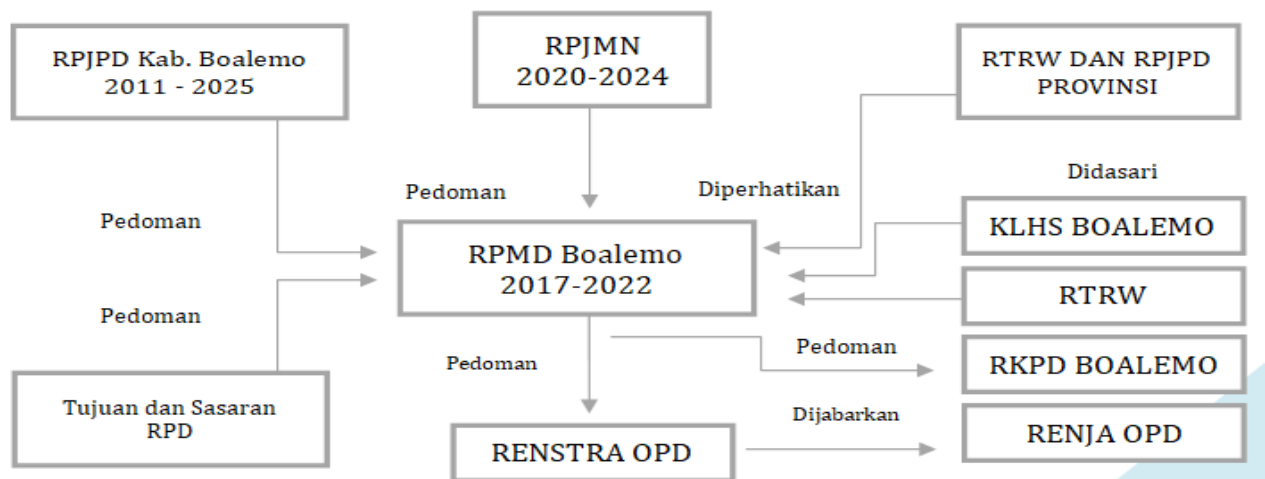 RPJPD Kab. Boalemo
2011 - 2025
RPJMN
2020-2024
RTRW DAN RPJPD
PROVINSI
Pedoman
Pedoman
Diperhatikan
Didasari
KLHS BOALEMO
RPMD Boalemo
2017-2022
RTRW
Pedoman
Pedoman
Pedoman
RKPD BOALEMO
Tujuan dan Sasaran
RPD
RENSTRA OPD
Dijabarkan
RENJA OPD